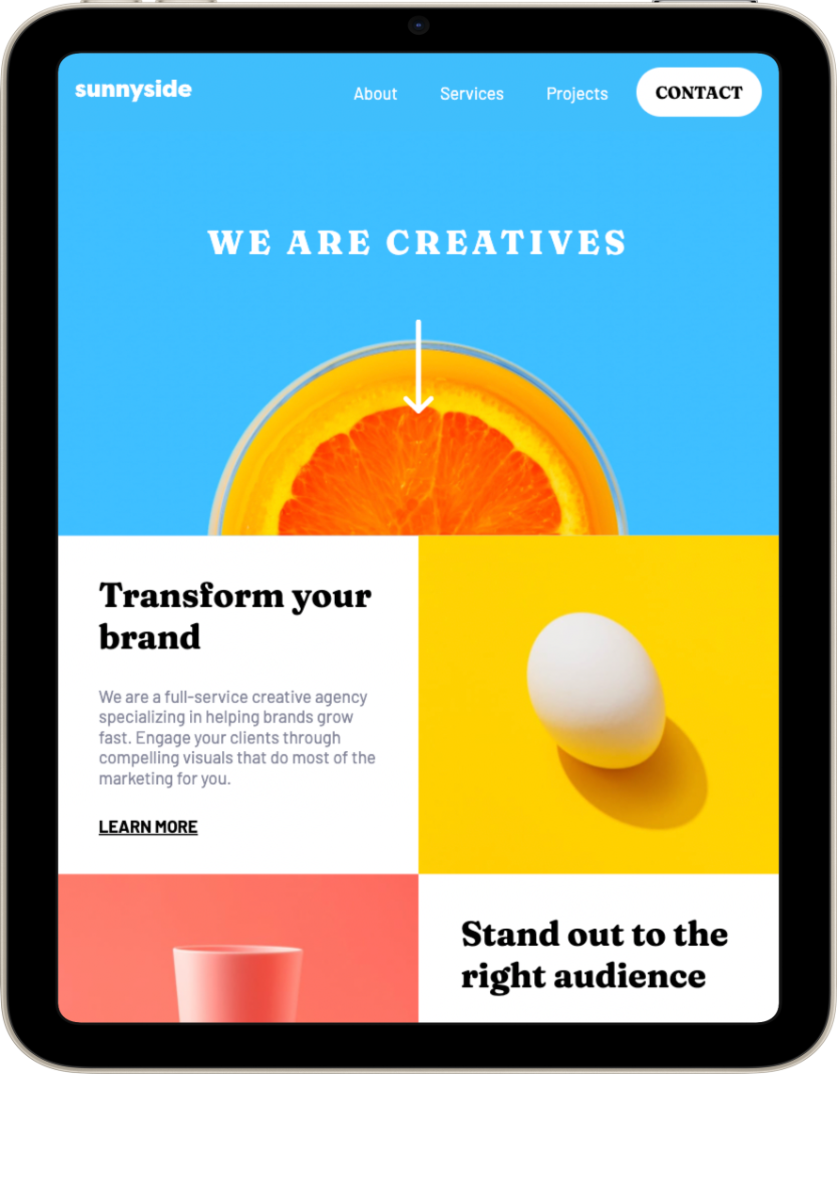 sunnyside
About Services Projects CONTACT
WE ARE CREATIVES
Transform your
brand
We are a full-service creative agency
specializing in helping brands grow
fast. Engage your clients through
compelling visuals that do most of the
marketing for you.
LEARN MORE
Stand out to the
right audience